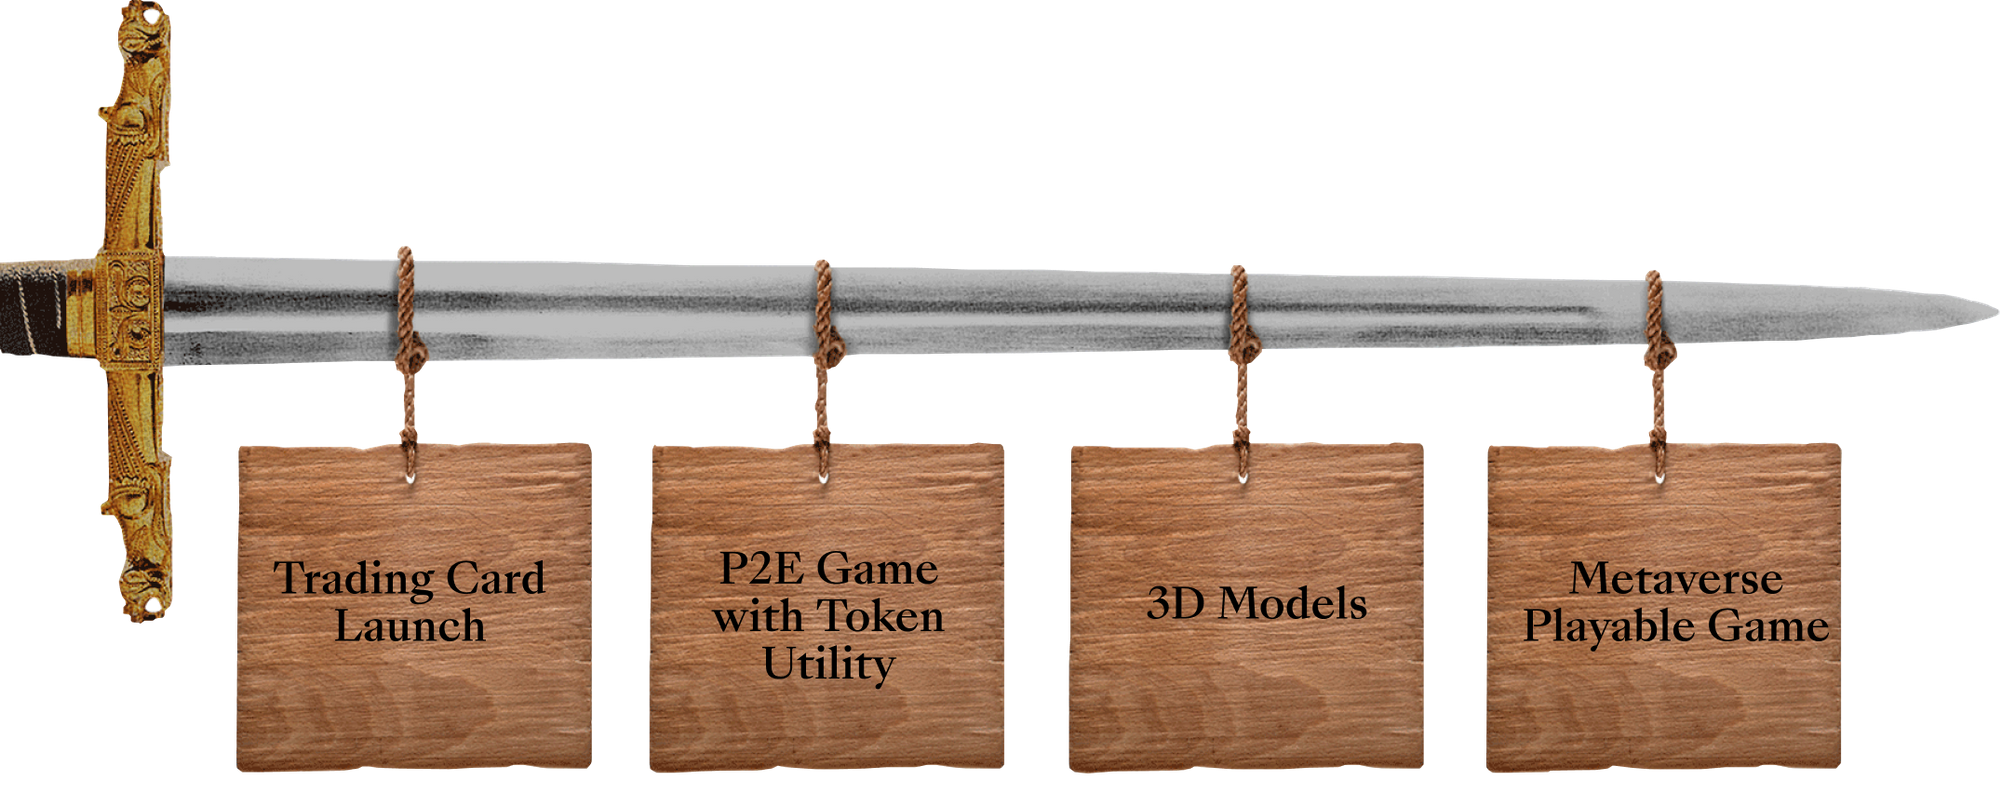 Trading Card
Launch
P2E Game
with Token
Utility
3D Models
Metaverse
Playable Game